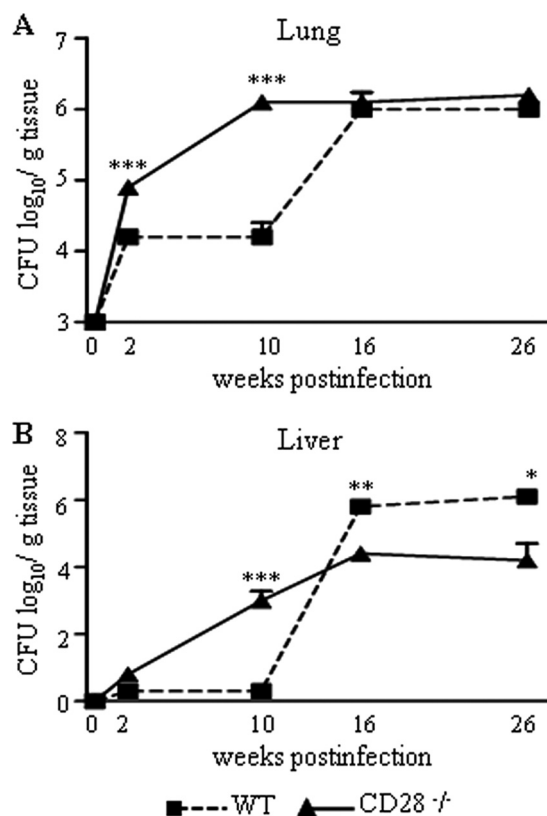 A
Lung
CFU log10/ g tissue
7
6
5
4
3
***
***
0 2 10 16 26
weeks postinfection
B
Liver
CFU log10/ g tissue
8
6
4
2
0
***
**
*
0 2 10 16 26
weeks postinfection
WT CD28 -/-